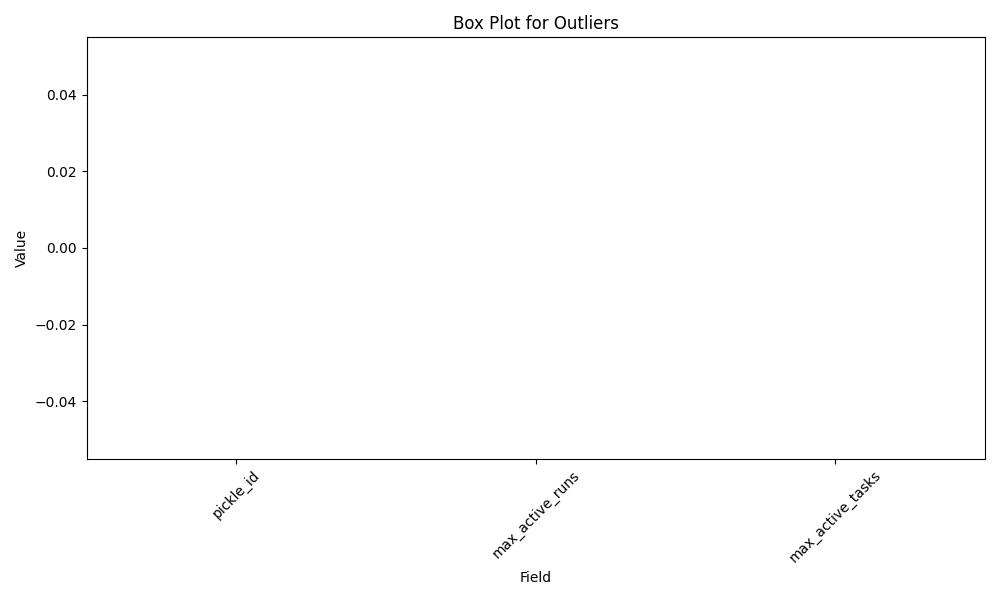 Box Plot for Outliers
0.04
0.02
0.00
−0.02
−0.04
Value
pickle_id
max_active_runs
max_active_tasks
Field